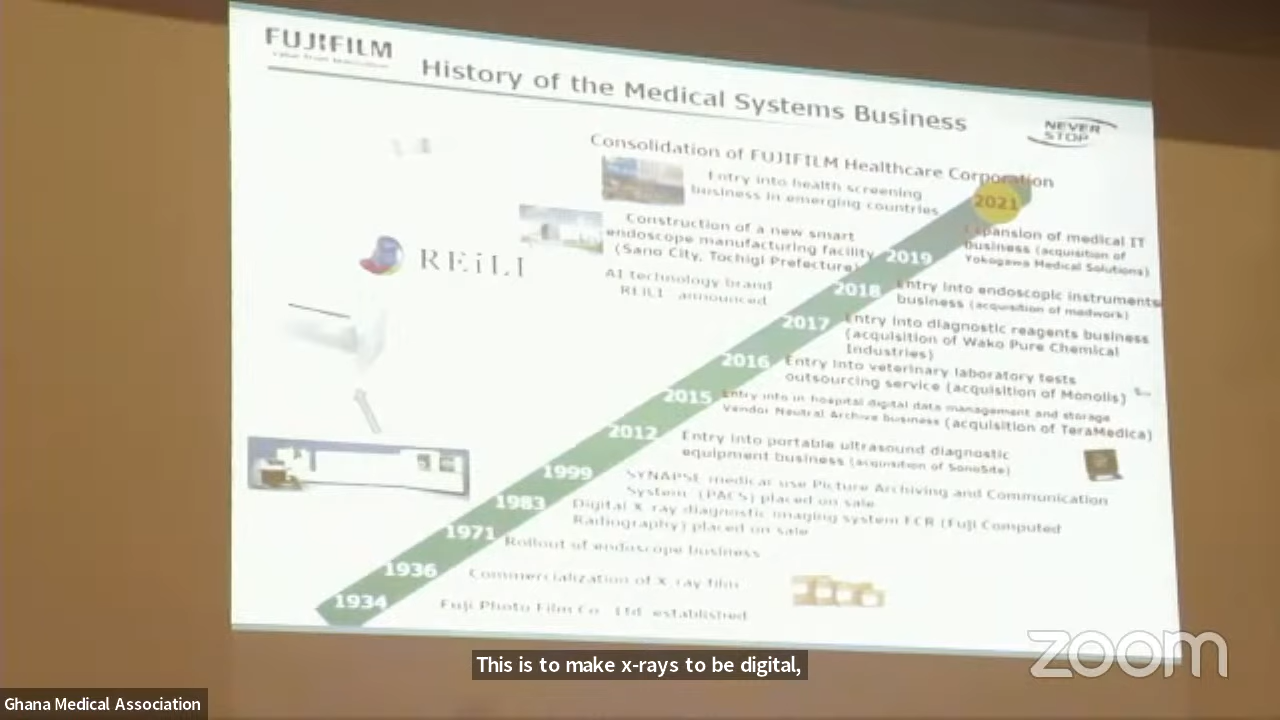 FUJIFILM
Value from Innovation
History of the Medical Systems Business
NEVER
STOP
Consolidation of FUJIFILM Healthcare Corporation
Entry into health screening
business in emerging countries
2021
Expansion of medical IT
business (acquisition of
Yokogawa Medical Solutions)
Construction of a new smart
endoscope manufacturing facility
(Sano City, Tochigi Prefecture)
2019
REiLI
AI technology brand
REiLI announced
2018
Entry into endoscopic instruments
business (acquisition of medwork)
2017
Entry into diagnostic reagents business
(acquisition of Wako Pure Chemical
Industries)
2016
Entry into veterinary laboratory tests
outsourcing service (acquisition of Monolis)
2015
Entry into in hospital digital data management and storage
Vendor Neutral Archive business (acquisition of TeraMedica)
2012
Entry into portable ultrasound diagnostic
equipment business (acquisition of SonoSite)
1999
SYNAPSE medical use Picture Archiving and Communication
System (PACS) placed on sale
1983
Digital X ray diagnostic imaging system FCR (Fuji Computed
Radiography) placed on sale
1971
Rollout of endoscope business
1936
Commercialization of X ray film
1934
Fuji Photo Film Co Ltd established
This is to make x-rays to be digital,
zoom
Ghana Medical Association